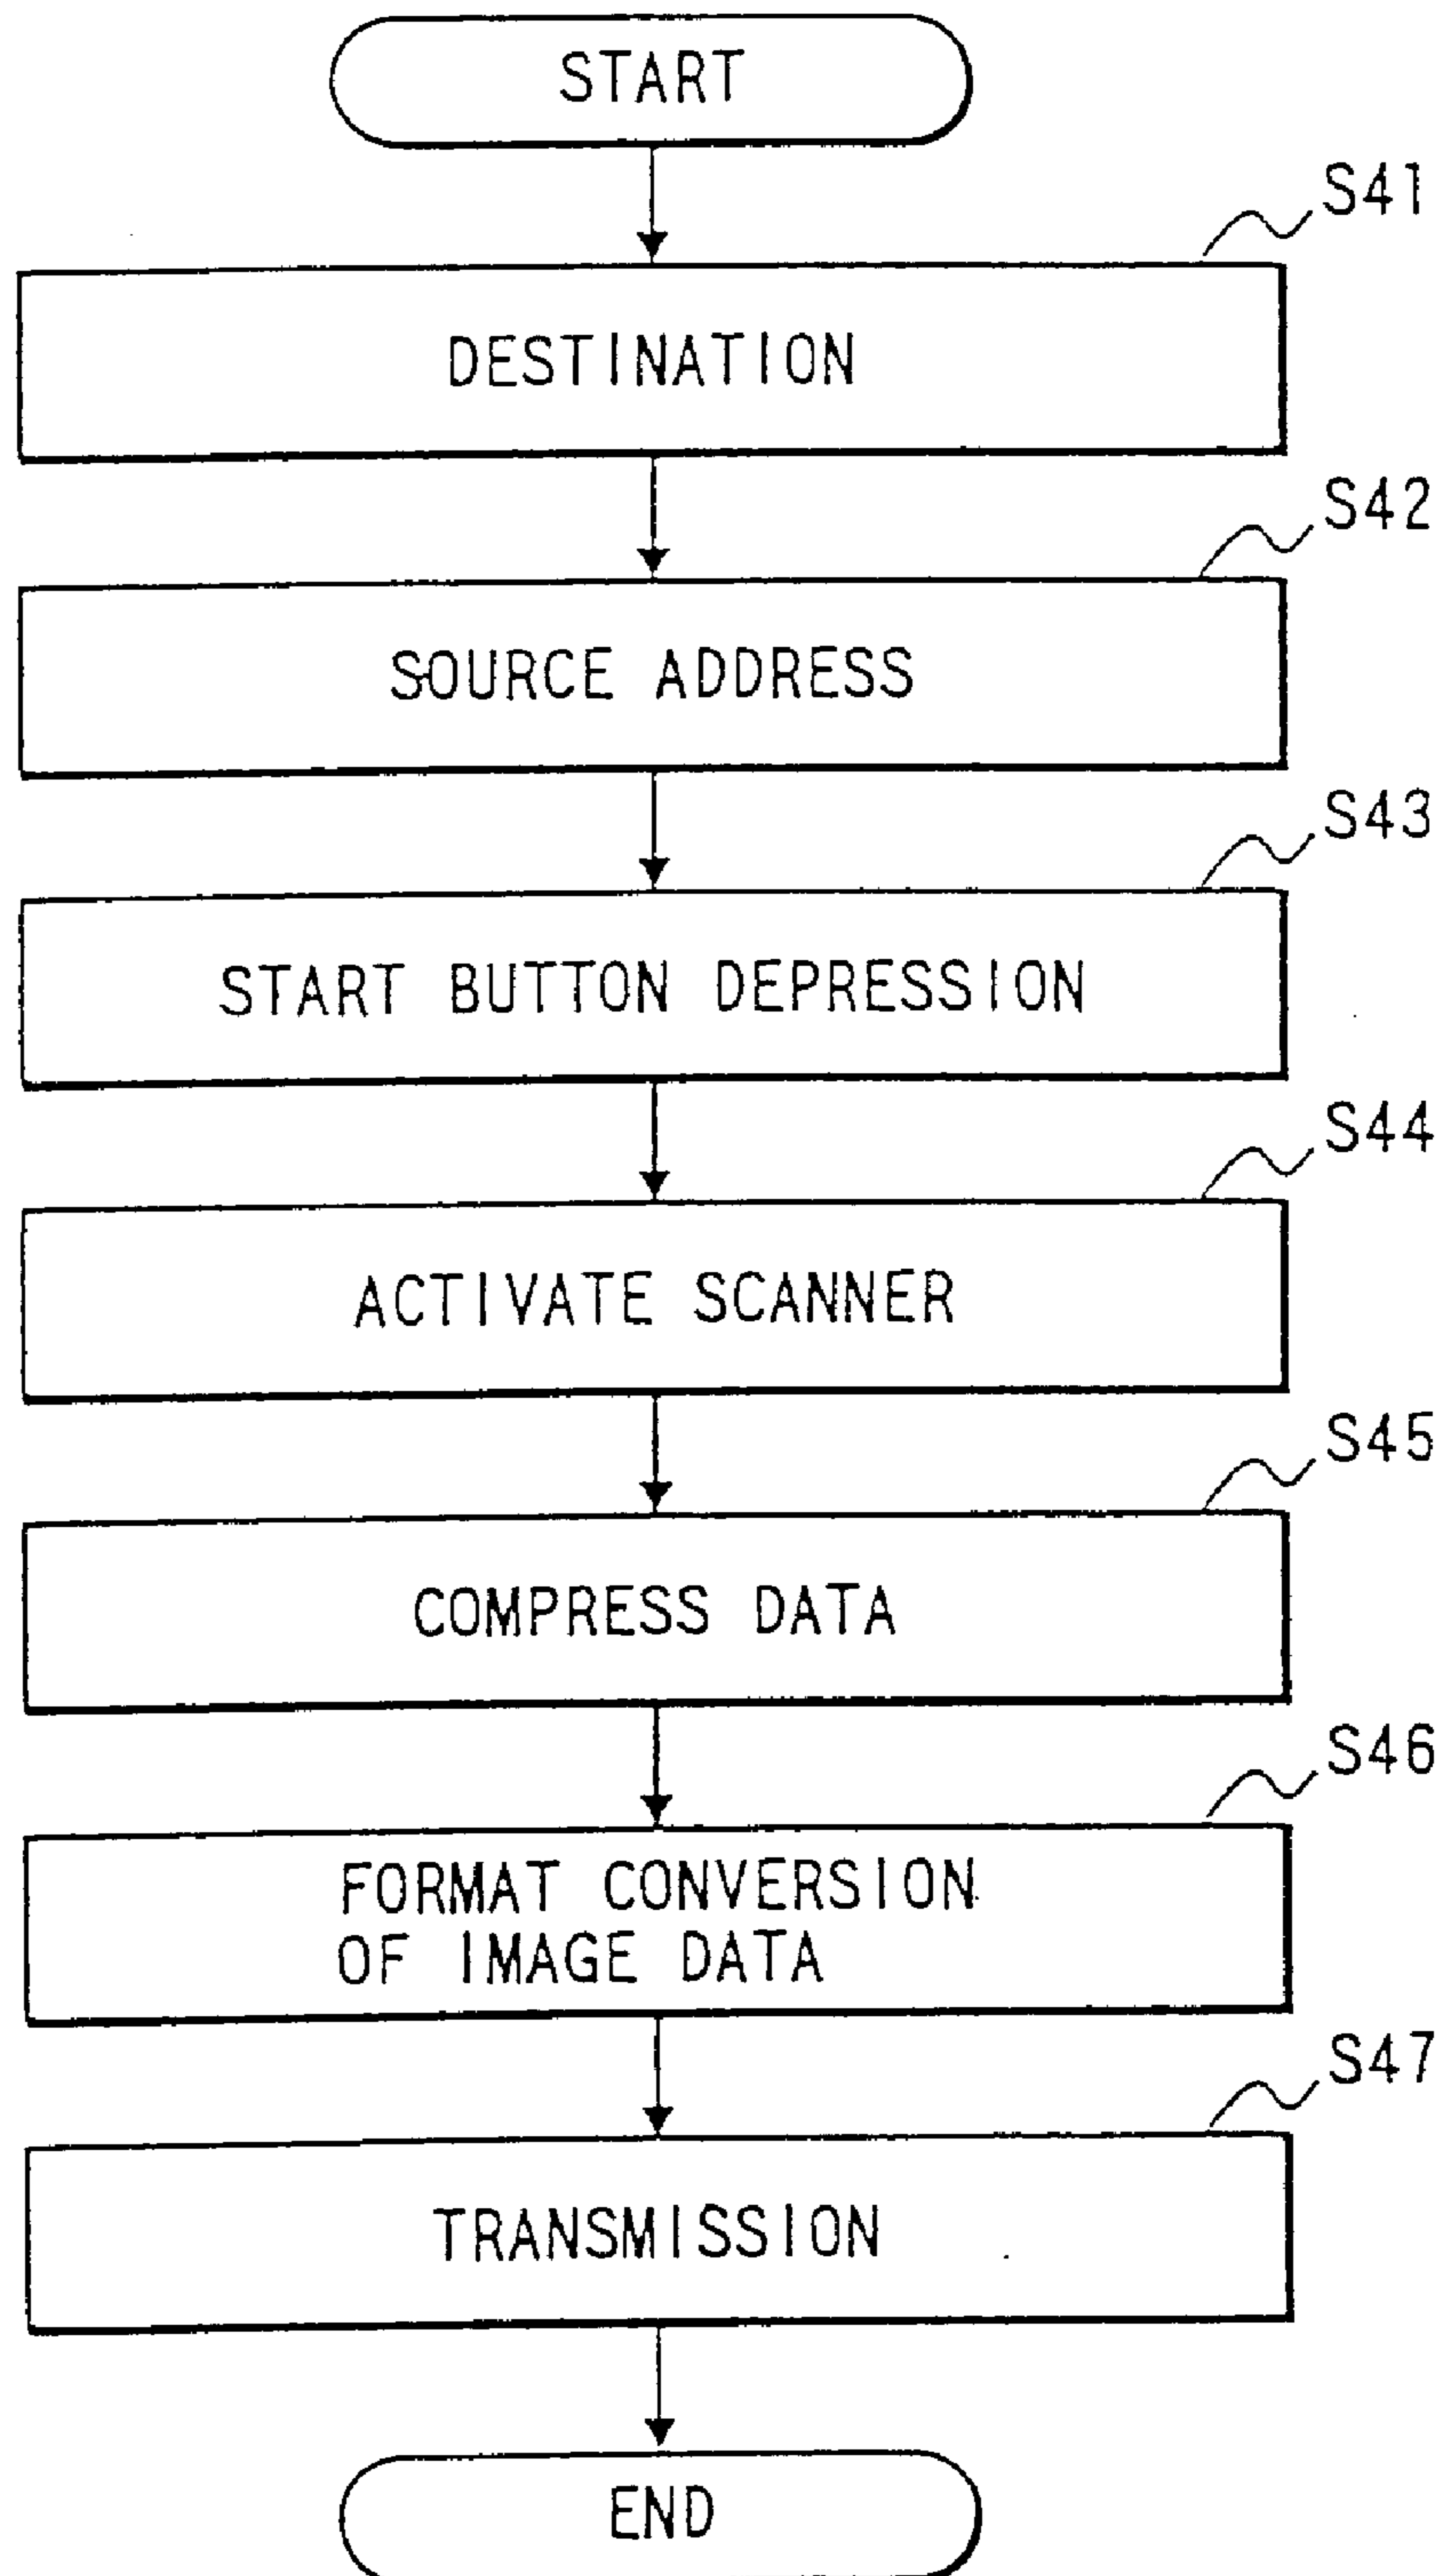 START
S41
DESTINATION
S42
SOURCE ADDRESS
S43
START BUTTON DEPRESSION
S44
ACTIVATE SCANNER
S45
COMPRESS DATA
S46
FORMAT CONVERSION
OF IMAGE DATA
S47
TRANSMISSION
END